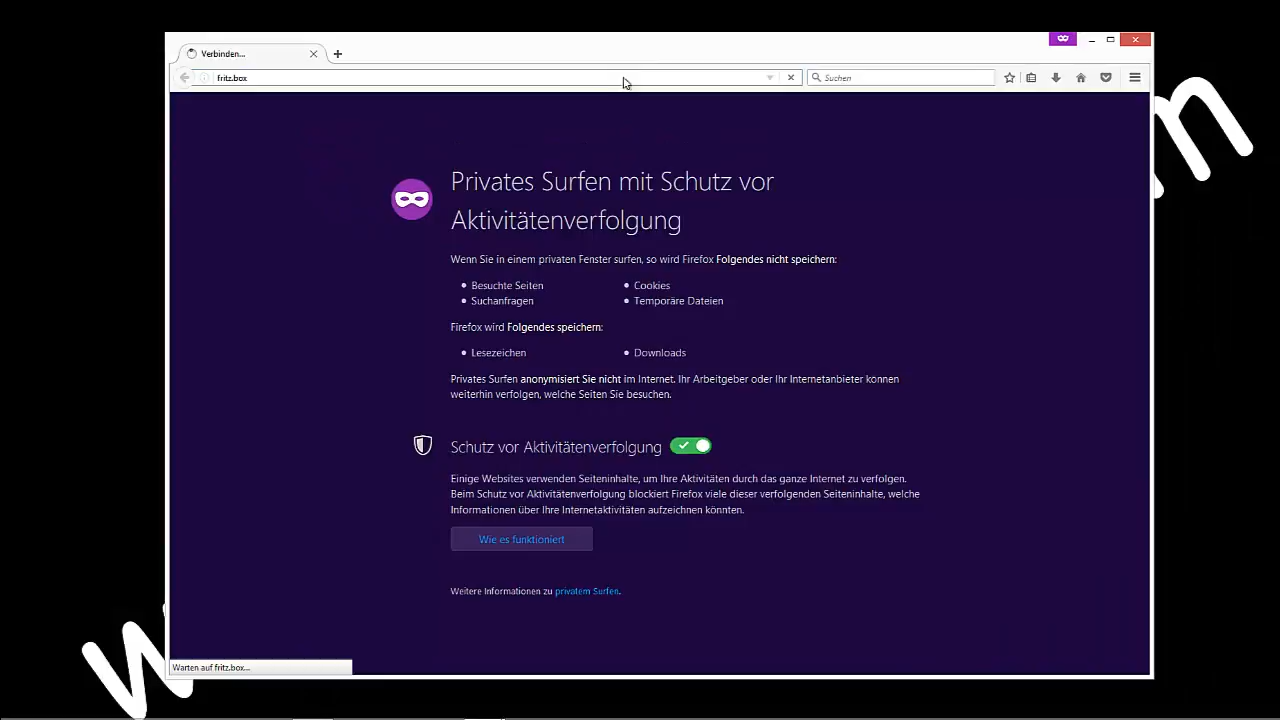 Verbinden...
fritz.box
Suchen
Privates Surfen mit Schutz vor
Aktivitätenverfolgung
Wenn Sie in einem privaten Fenster surfen, so wird Firefox Folgendes nicht speichern:
• Besuchte Seiten • Cookies
• Suchanfragen • Temporäre Dateien
Firefox wird Folgendes speichern:
• Lesezeichen • Downloads
Privates Surfen anonymisiert Sie nicht im Internet. Ihr Arbeitgeber oder Ihr Internetanbieter können
weiterhin verfolgen, welche Seiten Sie besuchen.
Schutz vor Aktivitätenverfolgung
Einige Websites verwenden Seiteninhalte, um Ihre Aktivitäten durch das ganze Internet zu verfolgen.
Beim Schutz vor Aktivitätenverfolgung blockiert Firefox viele dieser verfolgenden Seiteninhalte, welche
Informationen über Ihre Internetaktivitäten aufzeichnen könnten.
Wie es funktioniert
Weitere Informationen zu privatem Surfen.
Warten auf fritz.box...